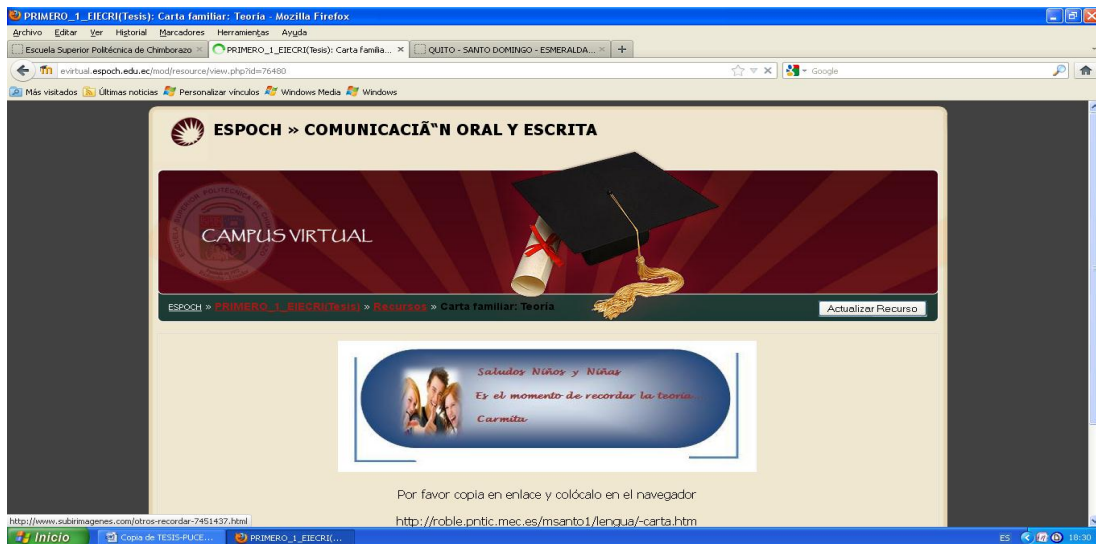 PRIMERO_1_EIECRI(Tesis): Carta familiar: Teoría - Mozilla Firefox
Archivo Editar Ver Historial Marcadores Herramientas Ayuda
Escuela Superior Politécnica de Chimborazo PRIMERO_1_EIECRI(Tesis): Carta familia... QUITO - SANTO DOMINGO - ESMERALDA...
evirtual.espoch.edu.ec/mod/resource/view.php?id=76480 Google
Más visitados Últimas noticias Personalizar vínculos Windows Media Windows
ESPOCH » COMUNICACIÃ“N ORAL Y ESCRITA
CAMPUS VIRTUAL
ESPOCH » PRIMERO_1_EIECRI(Tesis) » Recursos » Carta familiar: Teoría Actualizar Recurso
Saludos Niños y Niñas
Es el momento de recordar la teoría..
Carmita
Por favor copia en enlace y colócalo en el navegador
http://roble.pntic.mec.es/msanto1/lengua/-carta.htm
http://www.subirimagenes.com/otros-recordar-7451437.html
Inicio Copia de TESIS-PUCE... PRIMERO_1_EIECRI(... ES 18:30